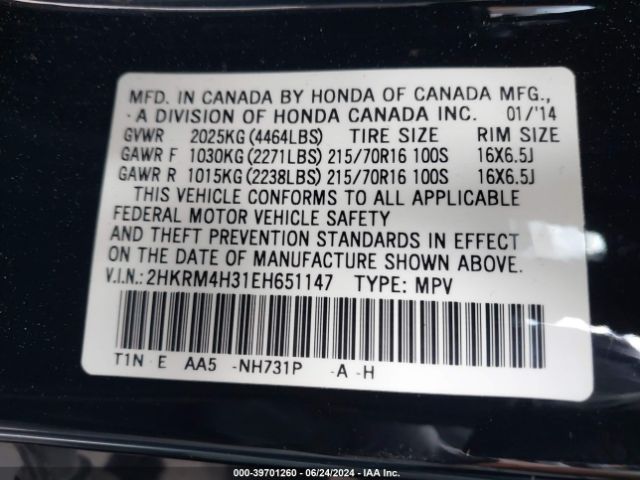 MFD. IN CANADA BY HONDA OF CANADA MFG.,
A DIVISION OF HONDA CANADA INC. 01/'14
GVWR 2025KG (4464LBS) TIRE SIZE RIM SIZE
GAWR F 1030KG (2271LBS) 215/70R16 100S 16X6.5J
GAWR R 1015KG (2238LBS) 215/70R16 100S 16X6.5J
THIS VEHICLE CONFORMS TO ALL APPLICABLE
FEDERAL MOTOR VEHICLE SAFETY
AND THEFT PREVENTION STANDARDS IN EFFECT
ON THE DATE OF MANUFACTURE SHOWN ABOVE.
V.I.N.: 2HKRM4H31EH651147 TYPE: MPV
T1N-E AA5 -NH731P -A-H
000-39701260 - 06/24/2024 - IAA Inc.